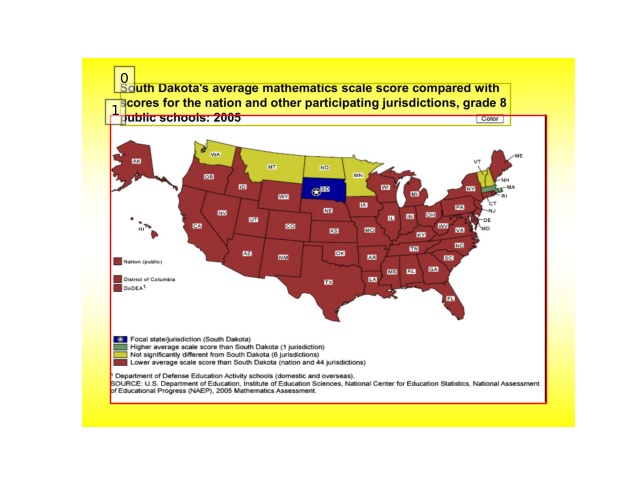 0
South Dakota's average mathematics scale score compared with
1
scores for the nation and other participating jurisdictions, grade 8
public schools: 2005
Color
ME
VT
WA
AK
MT
ND
NH
MN
OR
ID
SD
WI
NY
MA
MI
RI
WY
CT
IA
PA
NE
NJ
NV
IL
IN
OH
DE
UT
CO
WV
CA
KS
MO
VA
MD
HI
KY
NC
TN
AZ
NM
OK
AR
SC
MS
AL
GA
Nation (public)
LA
TX
District of Columbia
DoDEA1
FL
Focal state/jurisdiction (South Dakota)
Higher average scale score than South Dakota (1 jurisdiction)
Not significantly different from South Dakota (6 jurisdictions)
Lower average scale score than South Dakota (nation and 44 jurisdictions)
1 Department of Defense Education Activity schools (domestic and overseas).
SOURCE: U.S. Department of Education, Institute of Education Sciences, National Center for Education Statistics, National Assessment
of Educational Progress (NAEP), 2005 Mathematics Assessment.